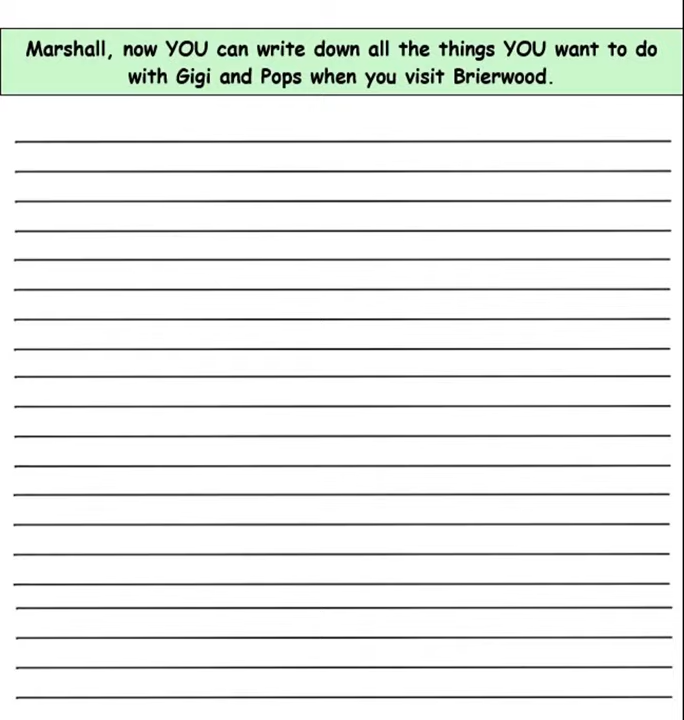 Marshall, now YOU can write down all the things YOU want to do
with Gigi and Pops when you visit Brierwood.